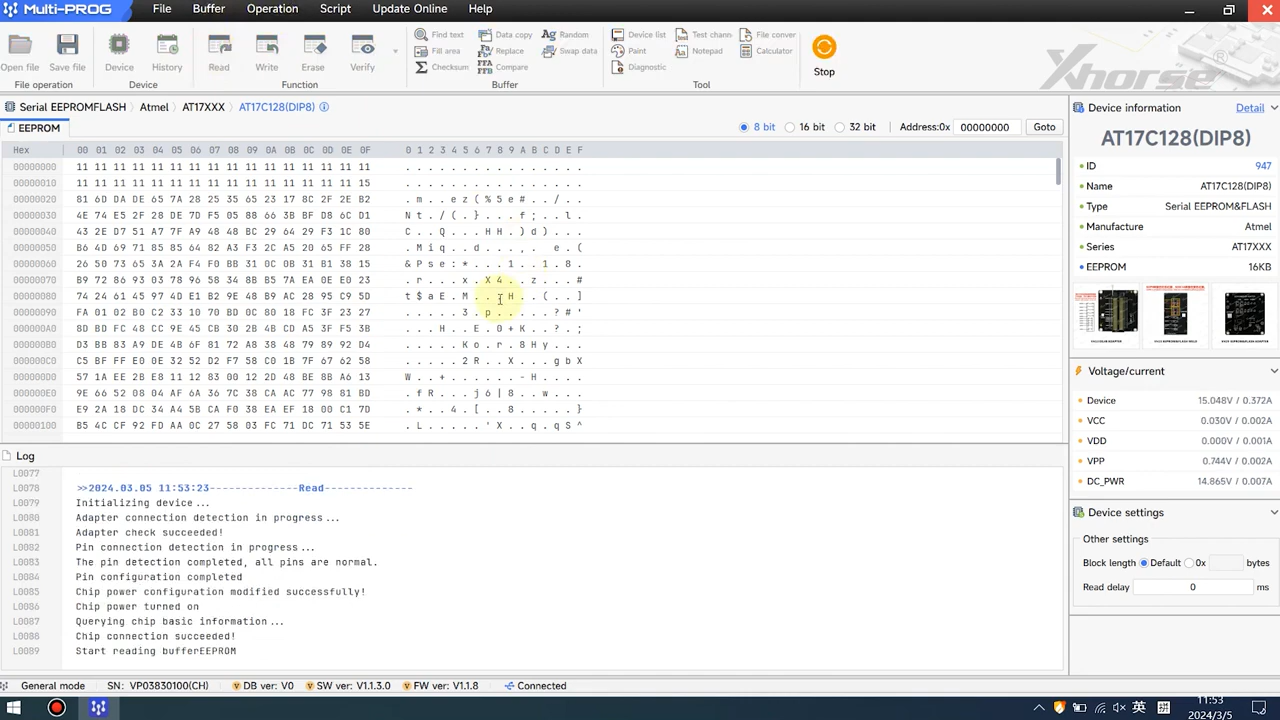 Multi-PROG File Buffer Operation Script Update Online Help
Open file Save file Device History Read Write Erase Verify
Find text Data copy Random
Fill area Replace Swap data
Checksum Compare
Device list Test chann File conver
Paint Notepad Calculator
Diagnostic
Stop
File operation Device Function Buffer Tool
Xhorse®
Serial EEPROMFLASH > Atmel > AT17XXX > AT17C128(DIP8)
EEPROM 8 bit 16 bit 32 bit Address:0x 00000000 Goto
Hex 00 01 02 03 04 05 06 07 08 09 0A 0B 0C 0D 0E 0F 0 1 2 3 4 5 6 7 8 9 A B C D E F
00000000 11 11 11 11 11 11 11 11 11 11 11 11 11 11 11 11 . . . . . . . . . . . . . . . .
00000010 11 11 11 11 11 11 11 11 11 11 11 11 11 11 11 15 . . . . . . . . . . . . . . . .
00000020 81 6D DA DE 65 7A 28 25 35 65 23 17 8C 2F 2E B2 . m . . e z ( % 5 e # . . / . .
00000030 4E 74 E5 2F 28 DE 7D F5 05 88 66 3B BF D6 6C D1 N t . / ( . } . . . f ; . . l .
00000040 43 2E D7 51 A7 7F A9 48 48 BC 29 64 29 F3 1C 80 C . . Q . . . H H . ) d ) . . .
00000050 B6 4D 69 71 85 85 64 82 A3 F3 2C A5 20 65 FF 28 . M i q . . d . . . , . e . (
00000060 26 50 73 65 3A 2A F4 F0 BB 31 0C 0B 31 B1 38 15 & P s e : * . . . 1 . . 1 . 8 .
00000070 B9 72 86 93 03 78 96 58 34 8B B5 7A EA 0E E0 23 . r . . . x . X 4 . . z . . . #
00000080 74 24 61 45 97 4D E1 B2 9E 48 B9 AC 28 95 C9 5D t $ a E . M . . . H . . ( . . ]
00000090 FA 01 02 B0 C2 33 10 70 BD 0C 80 18 FC 3F 23 27 . . . . . 3 . p . . . . . ? # '
000000A0 8D BD FC 48 CC 9E 45 CB 30 2B 4B CD A5 3F F5 3B . . . H . . E . 0 + K . . ? . ;
000000B0 D3 BB 83 A9 DE 4B 6F 81 72 A8 38 48 79 89 92 D4 . . . . . K o . r . 8 H y . . .
000000C0 C5 BF FF E0 0E 32 52 D2 F7 58 C0 1B 7F 67 62 58 . . . . . 2 R . . X . . . g b X
000000D0 57 1A EE 2B E8 11 12 83 00 12 2D 48 BE 8B A6 13 W . . + . . . . . . - H . . . .
000000E0 9E 66 52 08 04 AF 6A 36 7C 38 CA AC 77 98 81 BD . f R . . . j 6 | 8 . . w . . .
000000F0 E9 2A 18 DC 34 A4 5B CA F0 38 EA EF 18 00 C1 7D . * . . 4 . [ . . 8 . . . . . }
00000100 B5 4C CF 92 FD AA 0C 27 58 03 FC 71 DC 71 53 5E . L . . . . . ' X . . q . q S ^
Log
L0077
L0078 >>2024.03.05 11:53:23--------------Read--------------
L0079 Initializing device...
L0080 Adapter connection detection in progress...
L0081 Adapter check succeeded!
L0082 Pin connection detection in progress...
L0083 The pin detection completed, all pins are normal.
L0084 Pin configuration completed
L0085 Chip power configuration modified successfully!
L0086 Chip power turned on
L0087 Querying chip basic information...
L0088 Chip connection succeeded!
L0089 Start reading bufferEEPROM
Device information Detail
AT17C128(DIP8)
ID 947
Name AT17C128(DIP8)
Type Serial EEPROM&FLASH
Manufacture Atmel
Series AT17XXX
EEPROM 16KB
Voltage/current
Device 15.048V / 0.372A
VCC 0.030V / 0.002A
VDD 0.000V / 0.001A
VPP 0.744V / 0.002A
DC_PWR 14.865V / 0.007A
Device settings
Other settings
Block length Default 0x bytes
Read delay 0 ms
General mode SN: VP03830100(CH) DB ver: V0 SW ver: V1.1.3.0 FW ver: V1.1.8 Connected
英 拼 11:53
2024/3/5